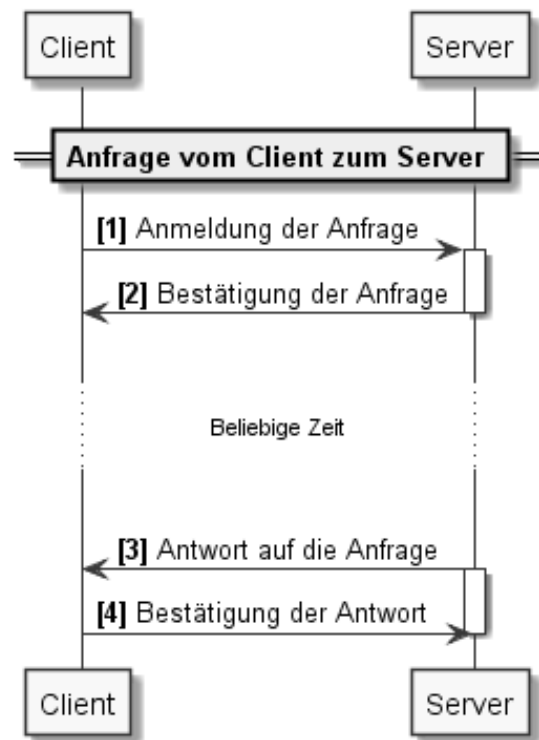 Client Server
Anfrage vom Client zum Server
[1] Anmeldung der Anfrage
[2] Bestätigung der Anfrage
Beliebige Zeit
[3] Antwort auf die Anfrage
[4] Bestätigung der Antwort
Client Server